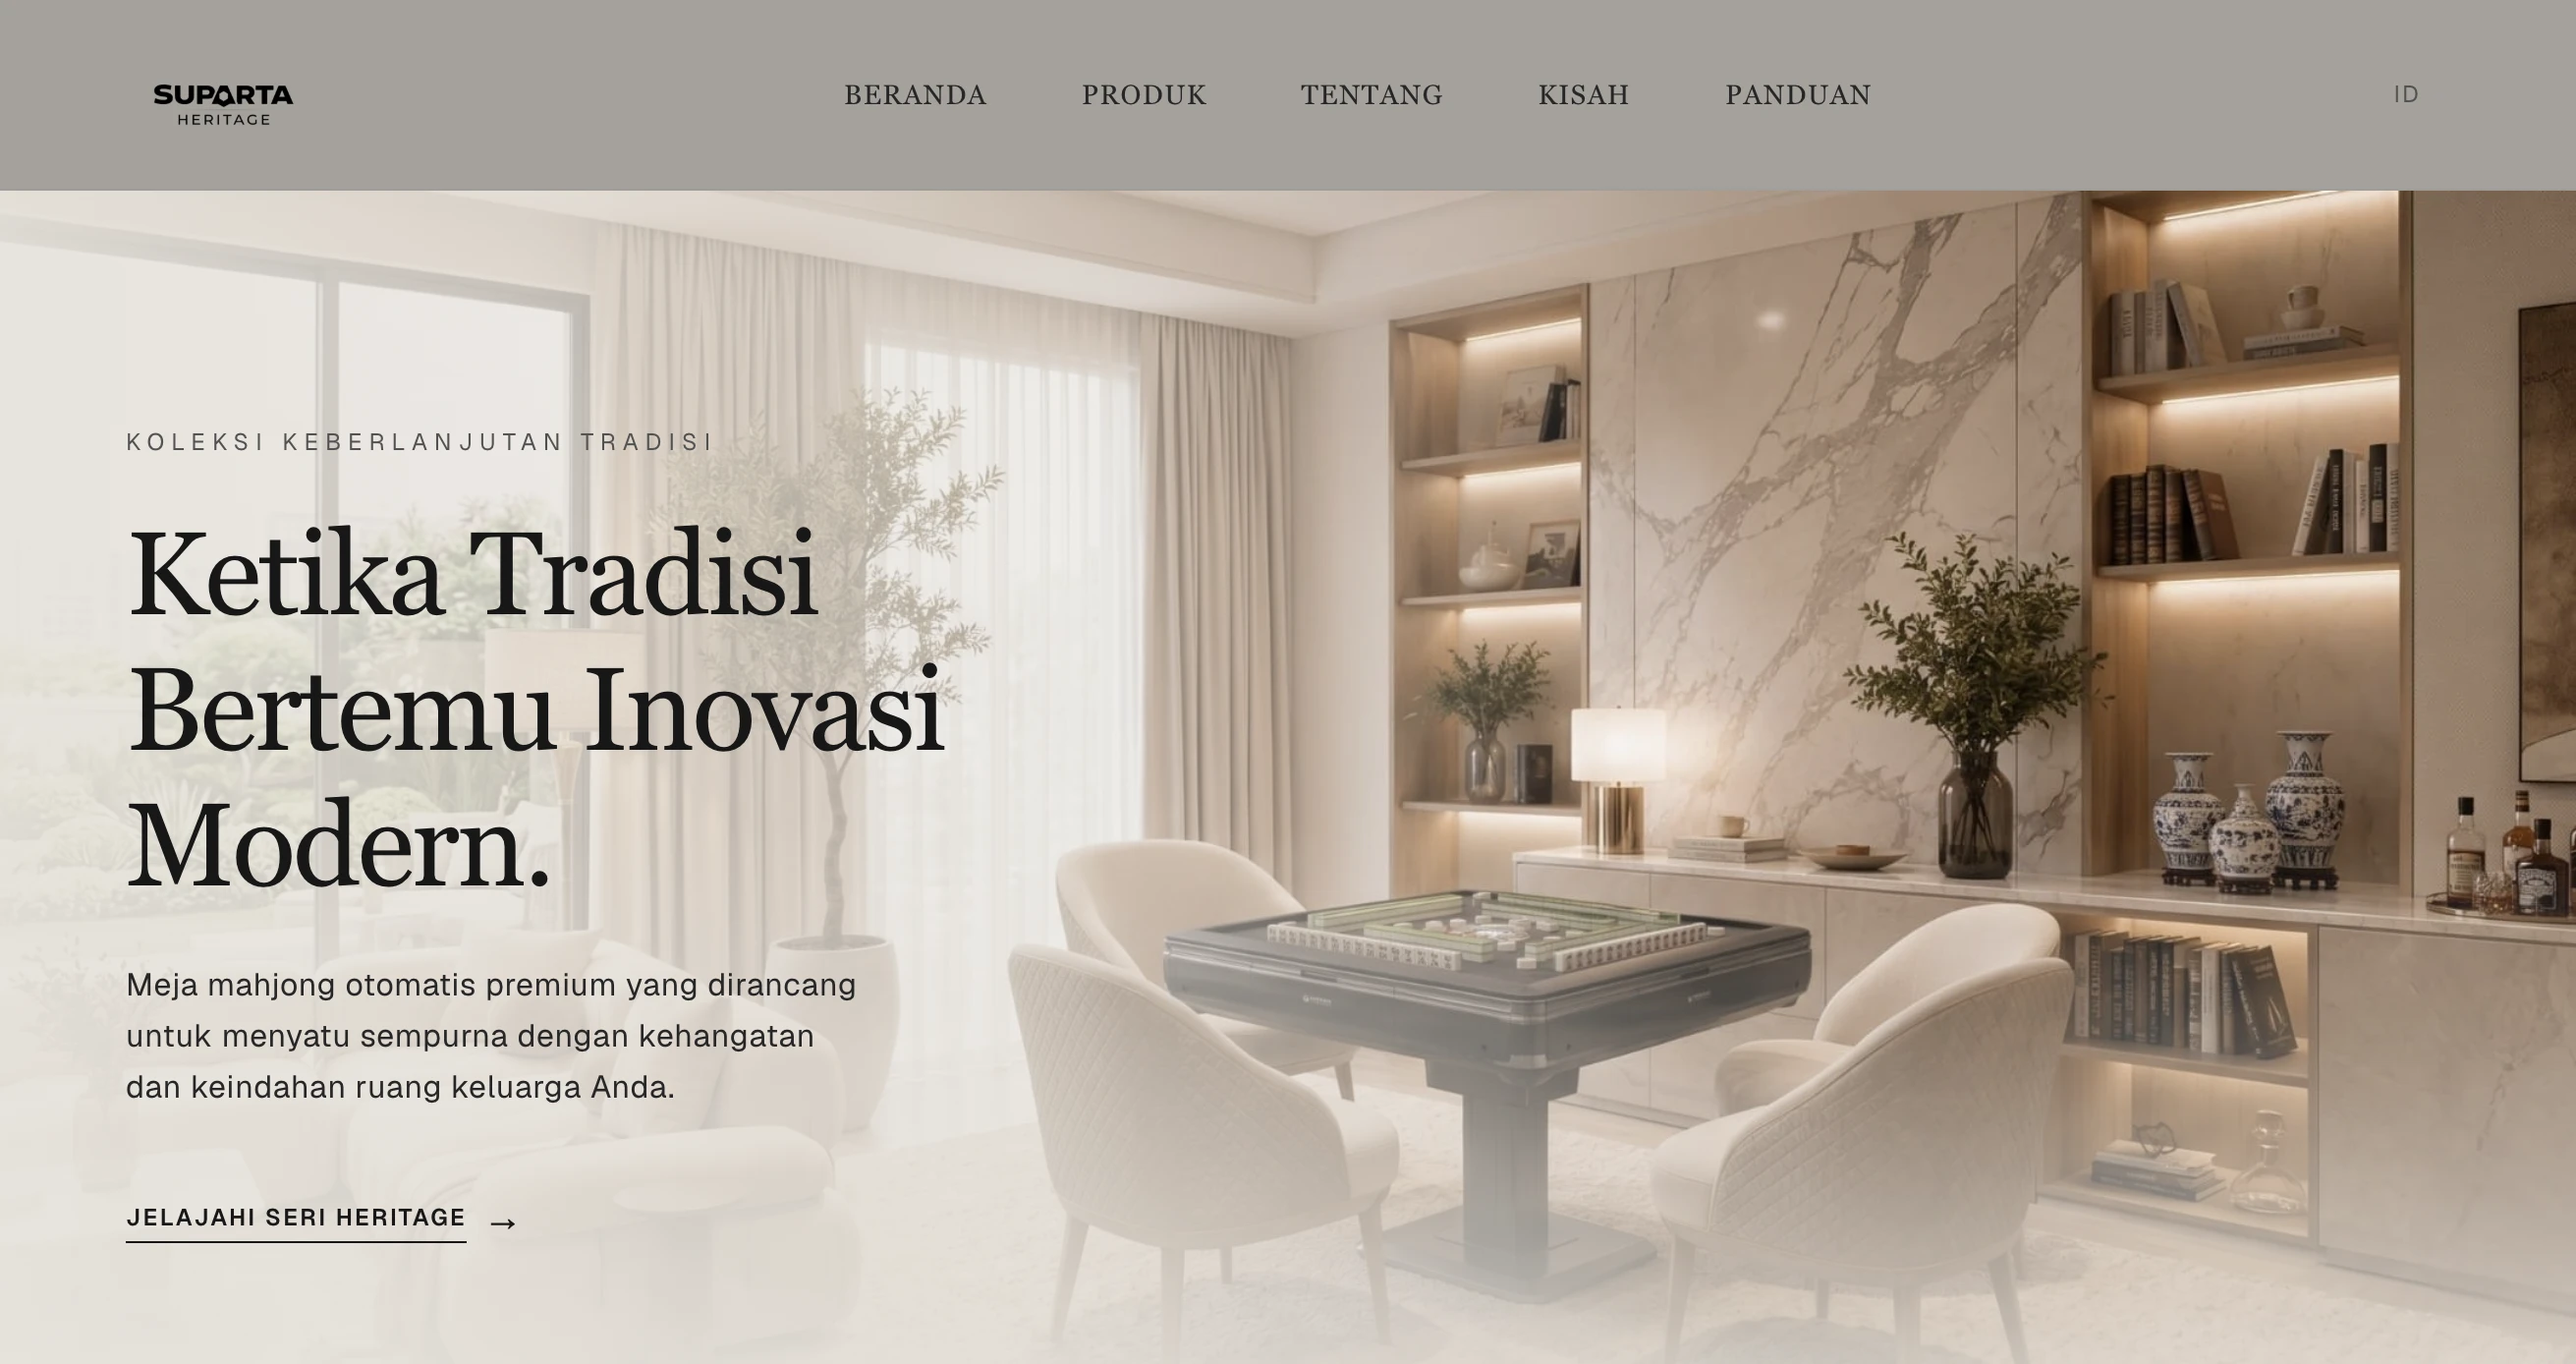 SUPARTA
HERITAGE
BERANDA PRODUK TENTANG KISAH PANDUAN
ID
KOLEKSI KEBERLANJUTAN TRADISI
Ketika Tradisi
Bertemu Inovasi
Modern.
Meja mahjong otomatis premium yang dirancang
untuk menyatu sempurna dengan kehangatan
dan keindahan ruang keluarga Anda.
JELAJAHI SERI HERITAGE →